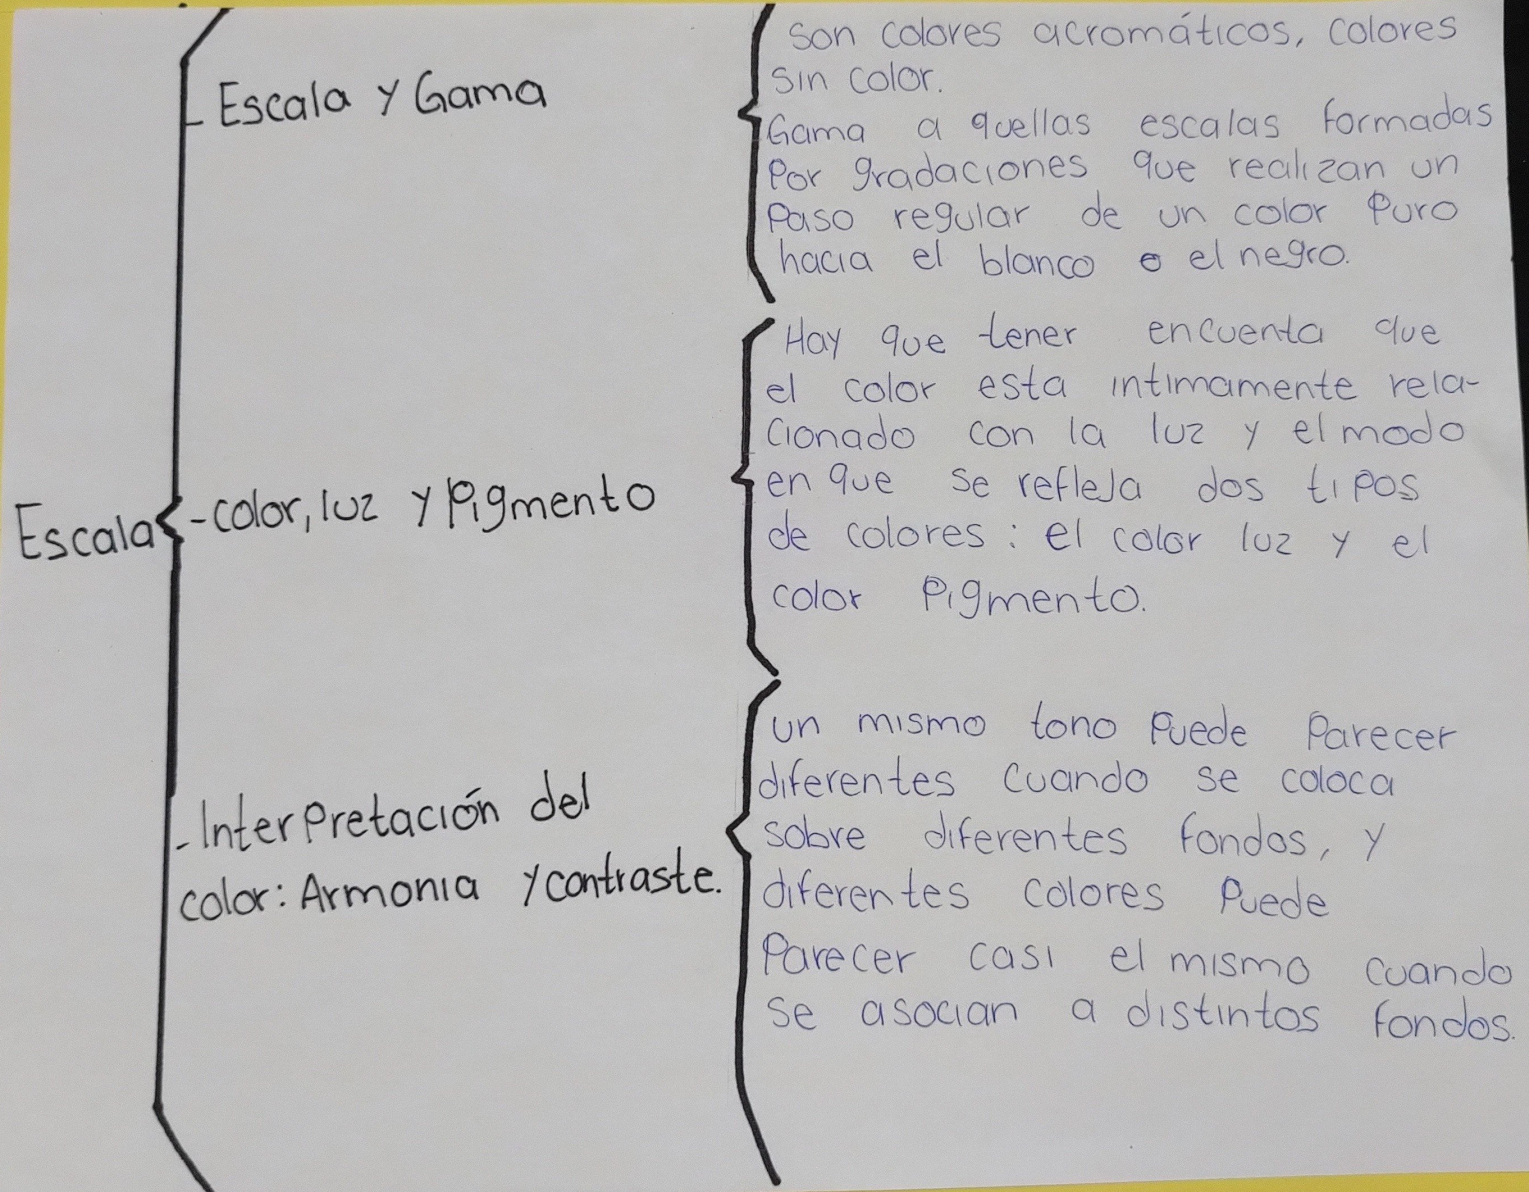 Escala
- Escala y Gama
son colores acromáticos, colores
sin color.
Gama a quellas escalas formadas
Por gradaciones que realizan un
Paso regular de un color Puro
hacia el blanco o el negro.
- color, luz y Pigmento
Hay que tener encuenta que
el color esta intimamente rela-
cionado con la luz y el modo
en que se refleja dos tipos
de colores: el color luz y el
color Pigmento.
- Interpretación del
color: Armonia y contraste.
un mismo tono Puede Parecer
diferentes cuando se coloca
sobre diferentes fondos, y
diferentes colores Puede
Parecer casi el mismo cuando
se asocian a distintos fondos.